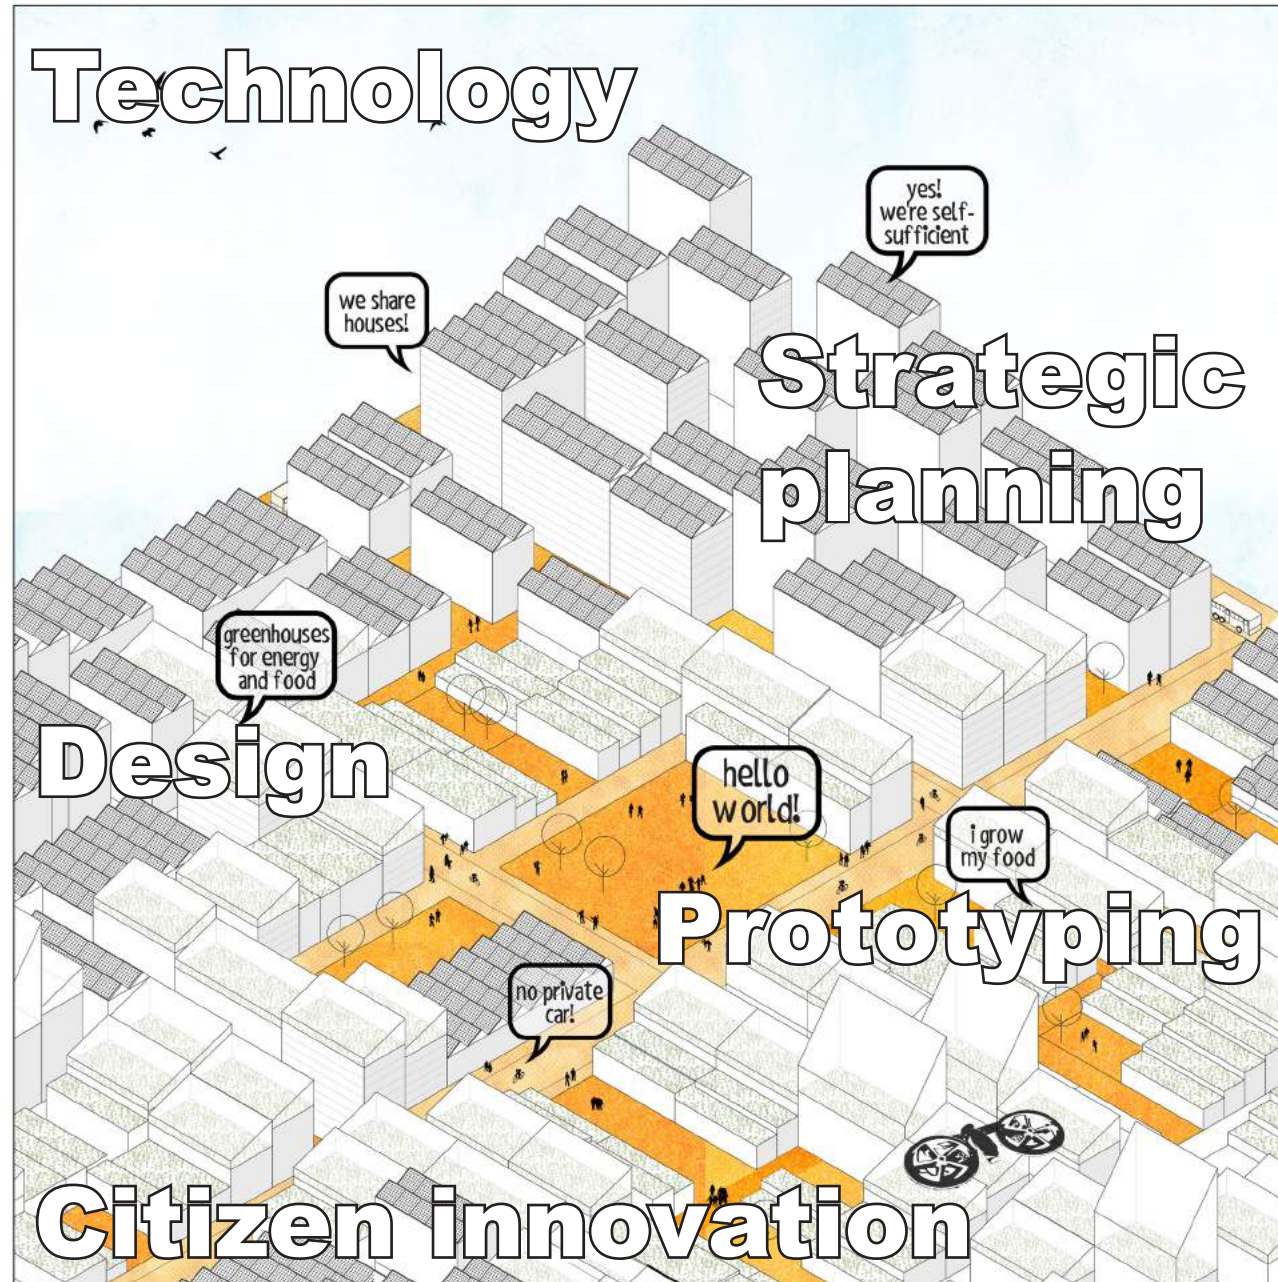 Technology
yes!
we're self-
sufficient
we share
houses!
Strategic
planning
greenhouses
for energy
and food
Design
hello
world!
i grow
my food
Prototyping
no private
car!
Citizen innovation